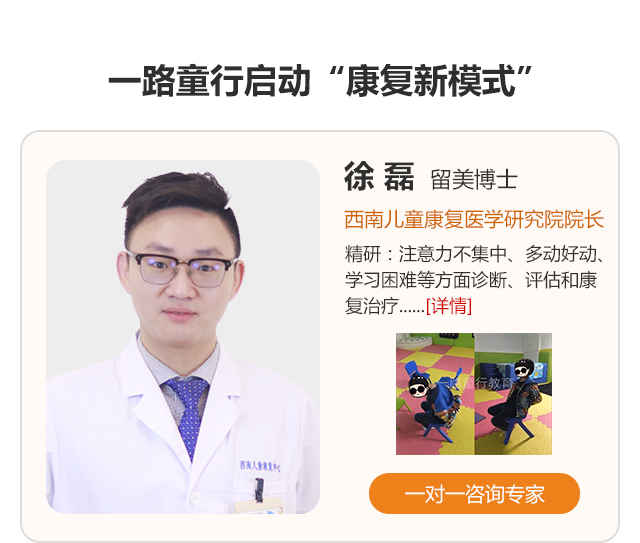 一路童行启动“康复新模式”
徐磊 留美博士
西南儿童康复医学研究院院长
精研：注意力不集中、多动好动、
学习困难等方面诊断、评估和康
复治疗......[详情]
行教育
西南儿童康复中心
一对一咨询专家